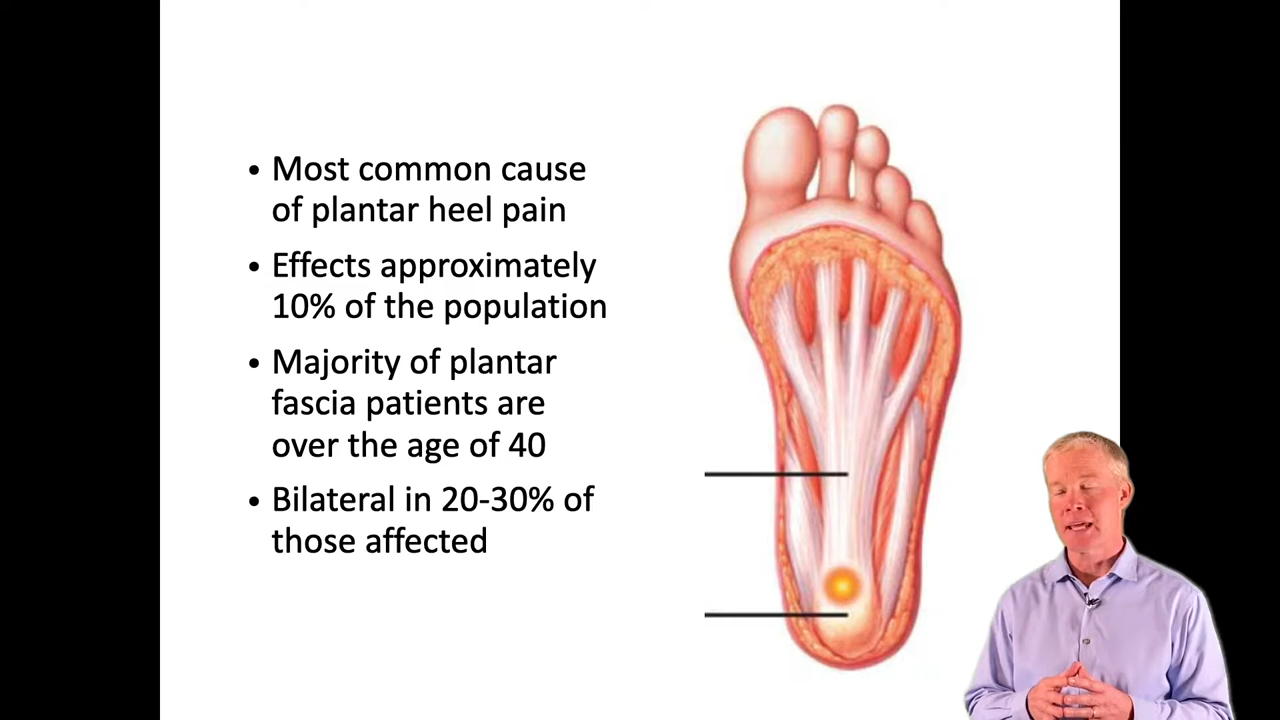 • Most common cause
of plantar heel pain
• Effects approximately
10% of the population
• Majority of plantar
fascia patients are
over the age of 40
• Bilateral in 20-30% of
those affected